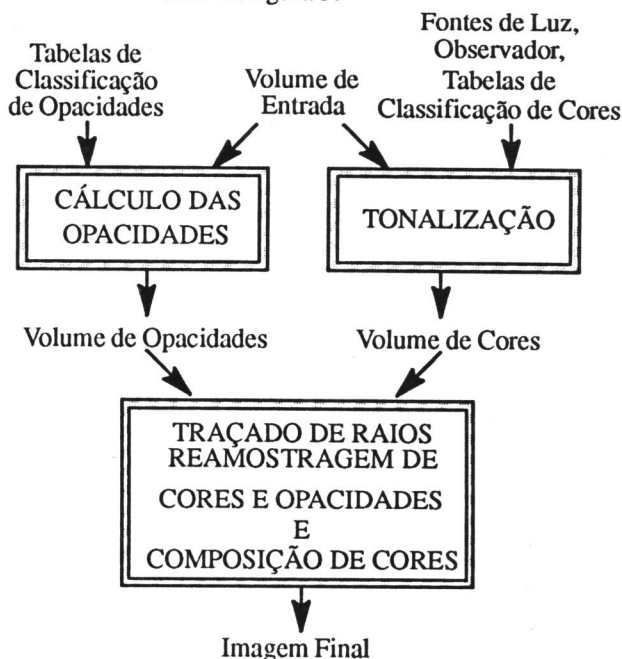 Tabelas de
Classificação
de Opacidades
Volume de
Entrada
Fontes de Luz,
Observador,
Tabelas de
Classificação de Cores
CÁLCULO DAS
OPACIDADES
TONALIZAÇÃO
Volume de Opacidades
Volume de Cores
TRAÇADO DE RAIOS
REAMOSTRAGEM DE
CORES E OPACIDADES
E
COMPOSIÇÃO DE CORES
Imagem Final